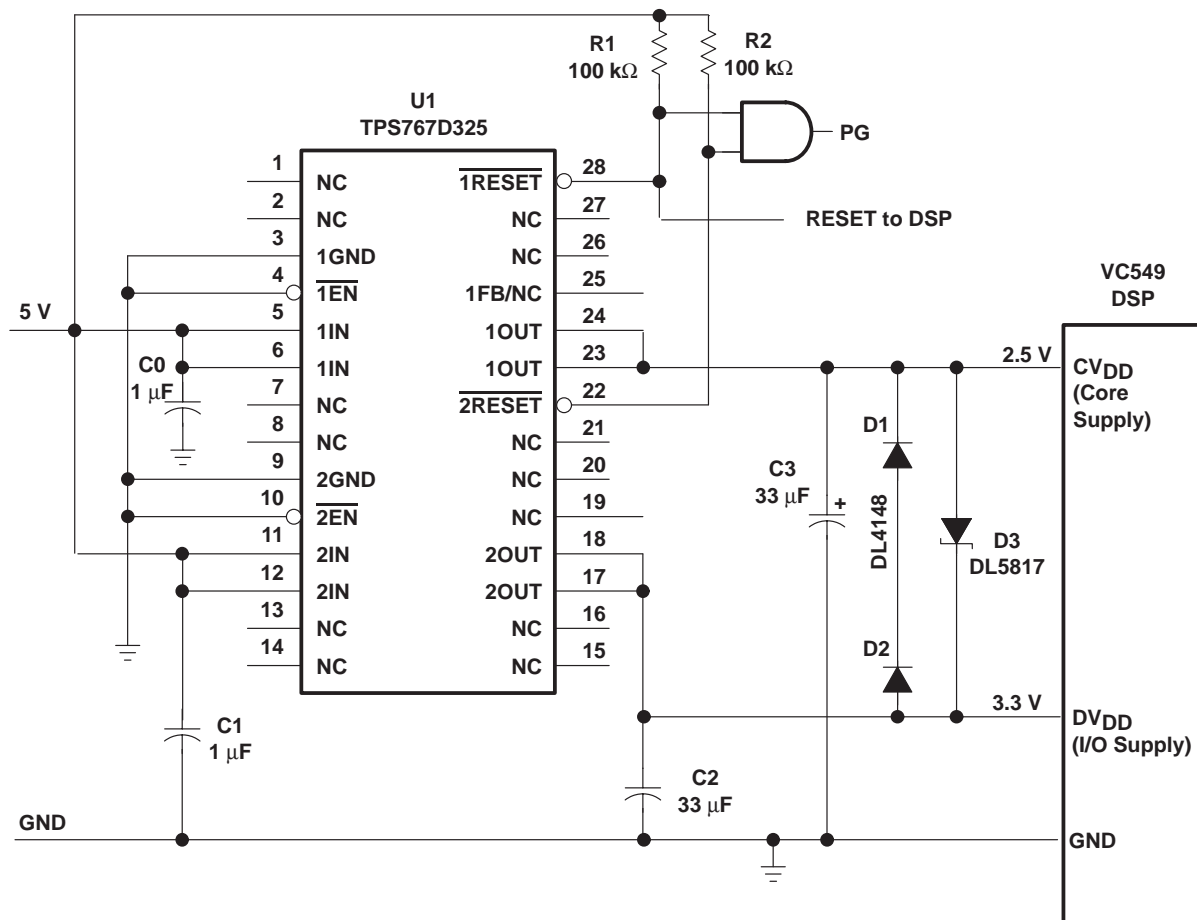 R1
100 kΩ
R2
100 kΩ
U1
TPS767D325
PG
1
NC
2
NC
3
1GND
4
1EN
5
1IN
6
1IN
7
NC
8
NC
9
2GND
10
2EN
11
2IN
12
2IN
13
NC
14
NC
1RESET
28
NC
27
NC
26
1FB/NC
25
1OUT
24
1OUT
23
2RESET
22
NC
21
NC
20
NC
19
2OUT
18
2OUT
17
NC
16
NC
15
RESET to DSP
5 V
C0
1 μF
C1
1 μF
GND
C2
33 μF
C3
33 μF
+
D1
DL4148
D2
D3
DL5817
VC549
DSP
2.5 V
CVDD
(Core
Supply)
3.3 V
DVDD
(I/O Supply)
GND